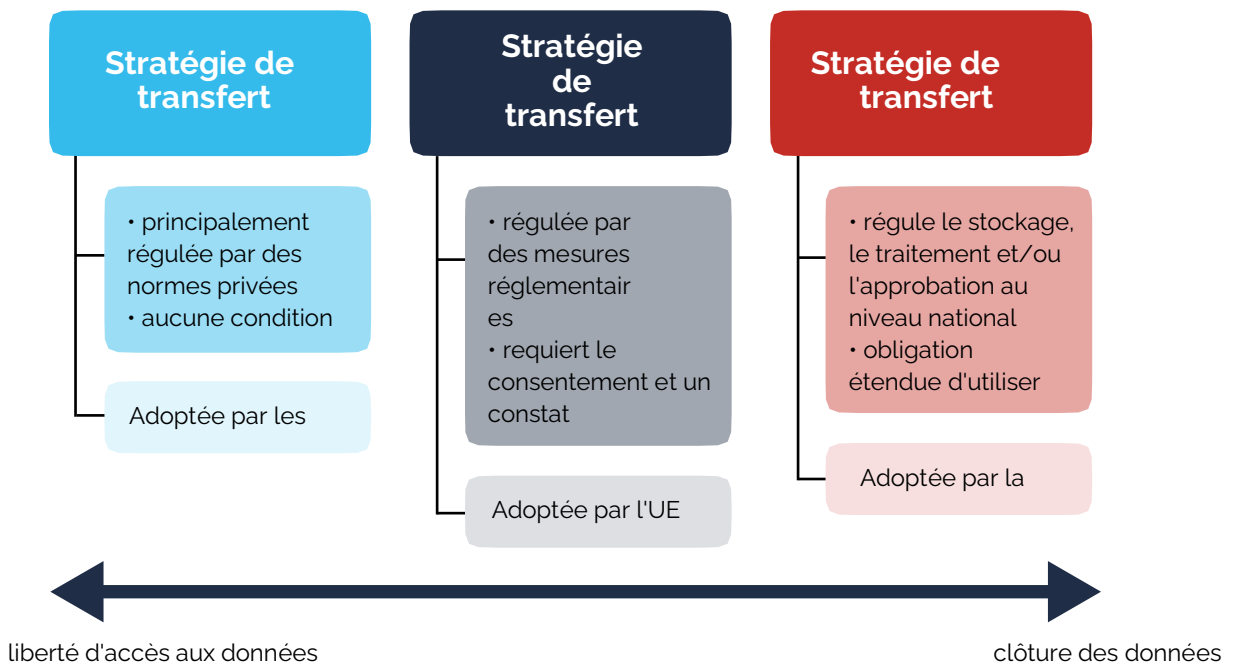 Stratégie de
transfert
• principalement
régulée par des
normes privées
• aucune condition
Adoptée par les
Stratégie
de
transfert
• régulée par
des mesures
réglementair
es
• requiert le
consentement et un
constat
Adoptée par l'UE
Stratégie de
transfert
• régule le stockage,
le traitement et/ou
l'approbation au
niveau national
• obligation
étendue d'utiliser
Adoptée par la
liberté d'accès aux données
clôture des données